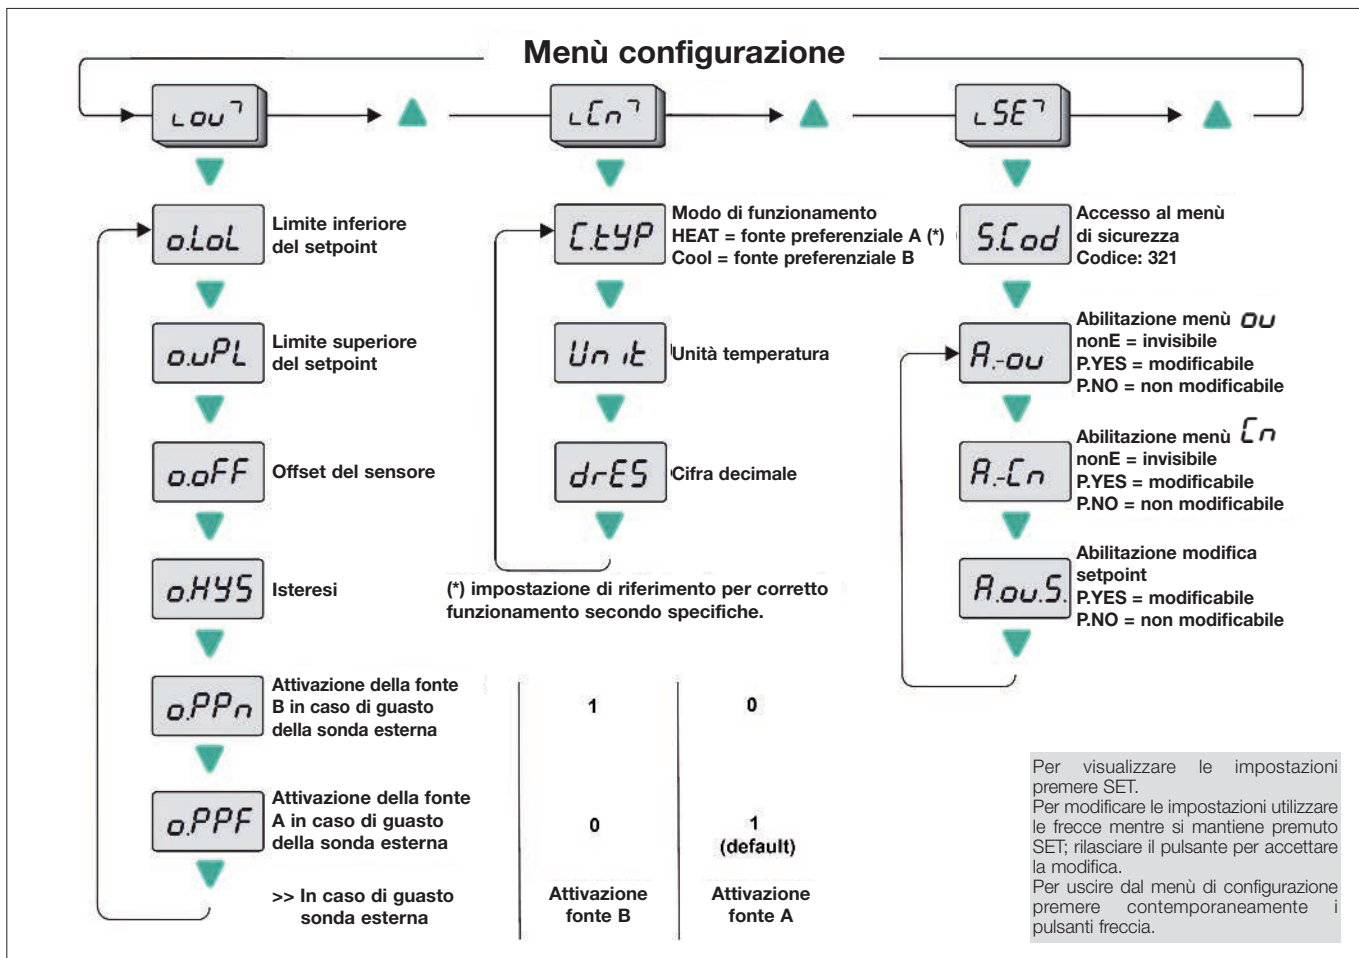 Menù configurazione
ou
o.LoL
Limite inferiore
del setpoint
o.uPL
Limite superiore
del setpoint
o.oFF
Offset del sensore
o.HYS
Isteresi
o.PPn
Attivazione della fonte
B in caso di guasto
della sonda esterna
o.PPF
Attivazione della fonte
A in caso di guasto
della sonda esterna
>> In caso di guasto
sonda esterna
Cn
C.tYP
Modo di funzionamento
HEAT = fonte preferenziale A (*)
Cool = fonte preferenziale B
Unit
Unità temperatura
drES
Cifra decimale
(*) impostazione di riferimento per corretto
funzionamento secondo specifiche.
1 0
0 1
(default)
Attivazione
fonte B
Attivazione
fonte A
SE
S.Cod
Accesso al menù
di sicurezza
Codice: 321
A.-ou
Abilitazione menù ou
nonE = invisibile
P.YES = modificabile
P.NO = non modificabile
A.-Cn
Abilitazione menù Cn
nonE = invisibile
P.YES = modificabile
P.NO = non modificabile
A.ou.S.
Abilitazione modifica
setpoint
P.YES = modificabile
P.NO = non modificabile
Per visualizzare le impostazioni
premere SET.
Per modificare le impostazioni utilizzare
le frecce mentre si mantiene premuto
SET; rilasciare il pulsante per accettare
la modifica.
Per uscire dal menù di configurazione
premere contemporaneamente i
pulsanti freccia.